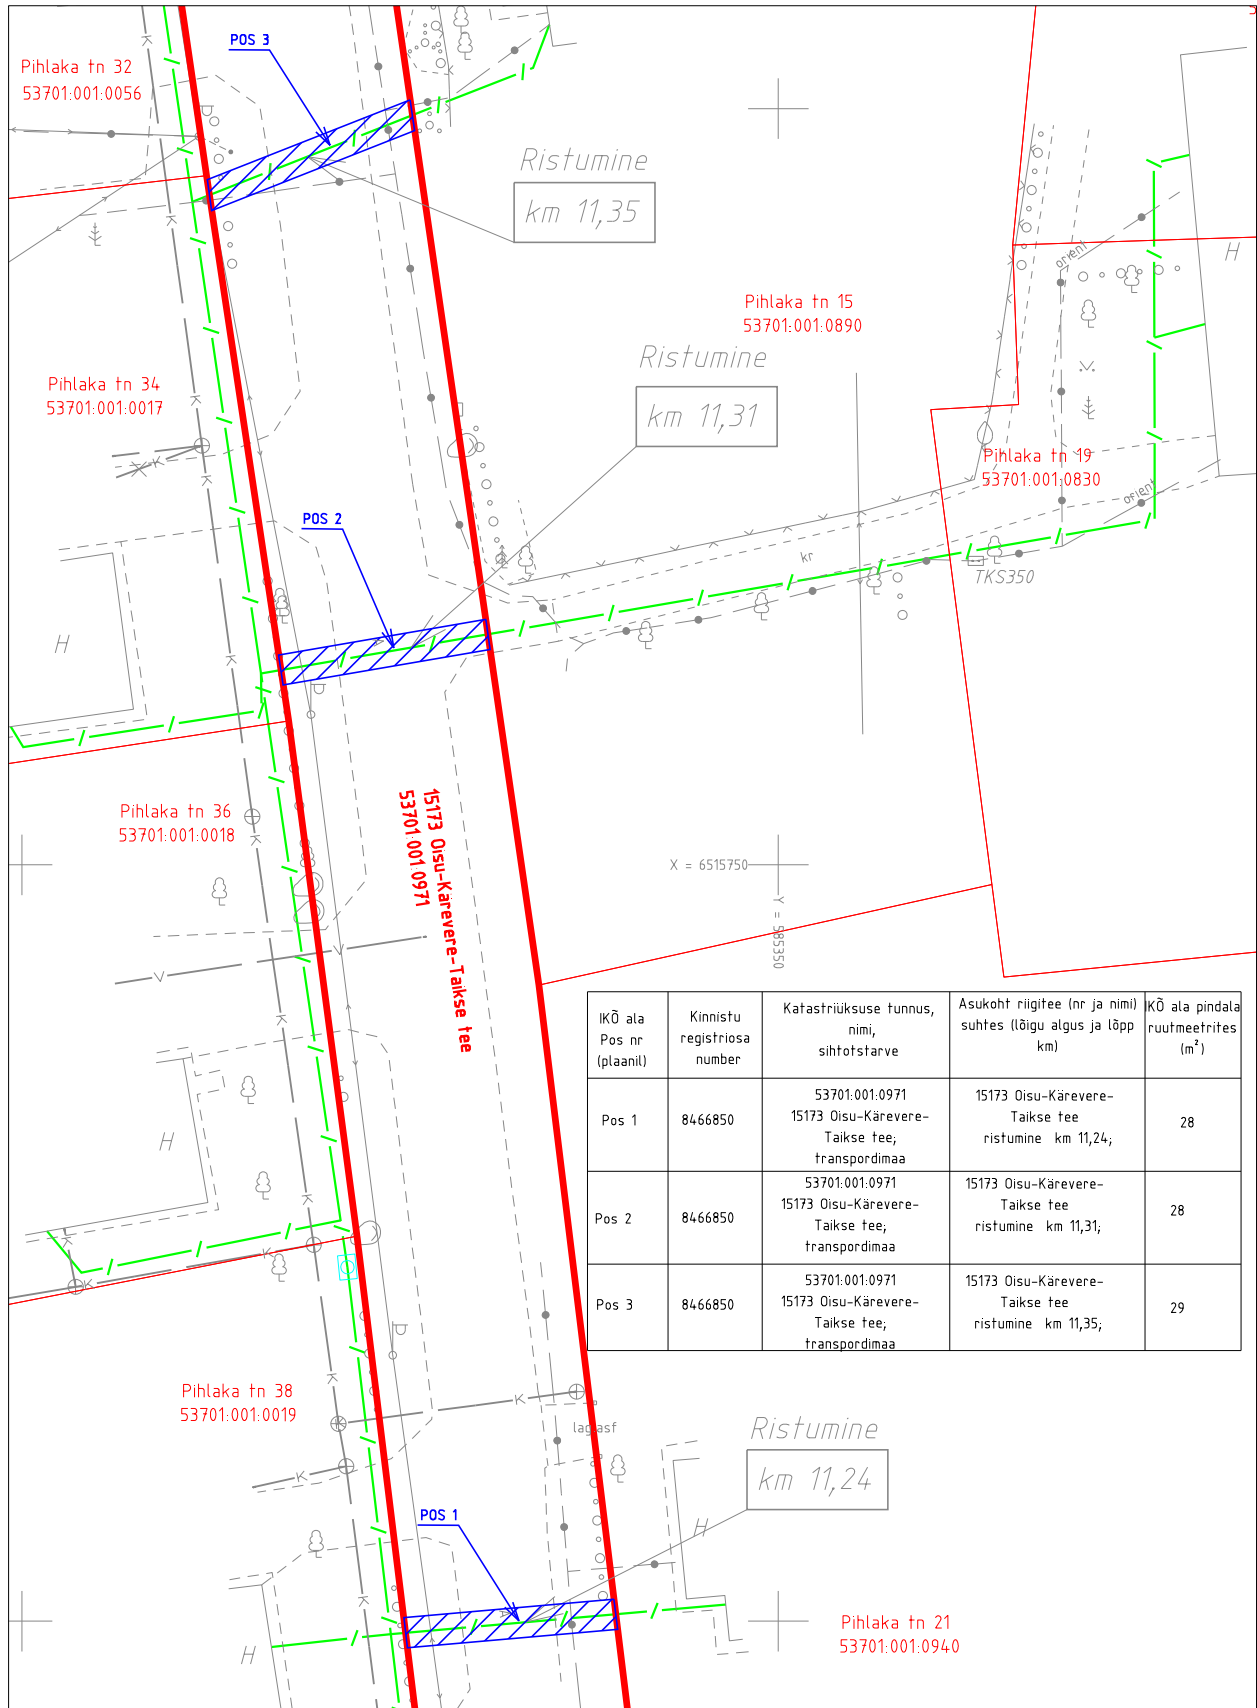 POS 3
Pihlaka tn 32
53701:001:0056
Ristumine
km 11,35
H
orient
Pihlaka tn 15
53701:001:0890
Ristumine
km 11,31
Pihlaka tn 34
53701:001:0017
K
Pihlaka tn 19
53701:001:0830
orient
POS 2
kr
TKS350
H
Pihlaka tn 36
53701:001:0018
15173 Oisu-Kärevere-Taikse tee
53701:001:0971
X = 6515750
Y = 585350
V
V
IKÕ ala
Pos nr
(plaanil)
Kinnistu
registriosa
number
Katastriüksuse tunnus,
nimi,
sihtotstarve
Asukoht riigitee (nr ja nimi)
suhtes (lõigu algus ja lõpp
km)
IKÕ ala pindala
ruutmeetrites
(m²)
Pos 1
8466850
53701:001:0971
15173 Oisu-Kärevere-
Taikse tee;
transpordimaa
15173 Oisu-Kärevere-
Taikse tee
ristumine km 11,24;
28
Pos 2
8466850
53701:001:0971
15173 Oisu-Kärevere-
Taikse tee;
transpordimaa
15173 Oisu-Kärevere-
Taikse tee
ristumine km 11,31;
28
Pos 3
8466850
53701:001:0971
15173 Oisu-Kärevere-
Taikse tee;
transpordimaa
15173 Oisu-Kärevere-
Taikse tee
ristumine km 11,35;
29
H
K
K
Pihlaka tn 38
53701:001:0019
K
K
Ristumine
km 11,24
POS 1
H
H
Pihlaka tn 21
53701:001:0940